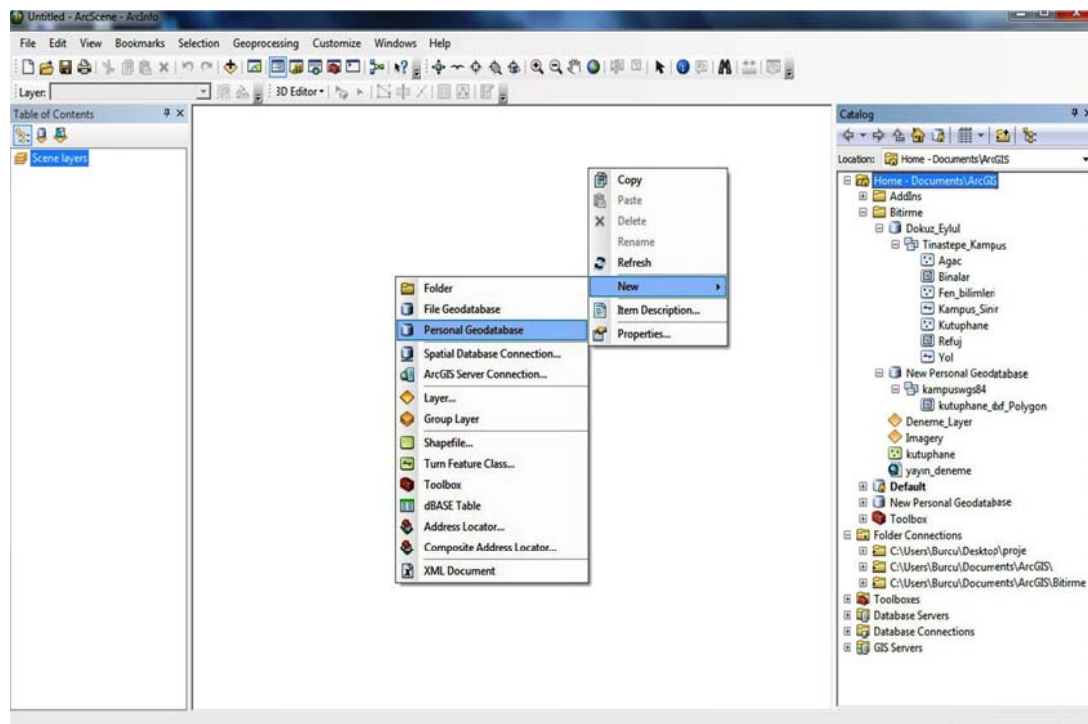 Untitled - ArcScene - ArcInfo
File Edit View Bookmarks Selection Geoprocessing Customize Windows Help
Layer:
3D Editor
Table of Contents
Scene layers
Copy
Paste
Delete
Rename
Refresh
New
Item Description...
Properties...
Folder
File Geodatabase
Personal Geodatabase
Spatial Database Connection...
ArcGIS Server Connection...
Layer...
Group Layer
Shapefile...
Turn Feature Class...
Toolbox
dBASE Table
Address Locator...
Composite Address Locator...
XML Document
Catalog
Location: Home - Documents\ArcGIS
Home - Documents\ArcGIS
AddIns
Bitirme
Dokuz_Eylul
Tinastepe_Kampus
Agac
Binalar
Fen_bilimleri
Kampus_Sinir
Kutuphane
Refuj
Yol
New Personal Geodatabase
kampuswgs84
kutuphane_dxf_Polygon
Deneme_Layer
Imagery
kutuphane
yayın_deneme
Default
New Personal Geodatabase
Toolbox
Folder Connections
C:\Users\Burcu\Desktop\proje
C:\Users\Burcu\Documents\ArcGIS\
C:\Users\Burcu\Documents\ArcGIS\Bitirme
Toolboxes
Database Servers
Database Connections
GIS Servers